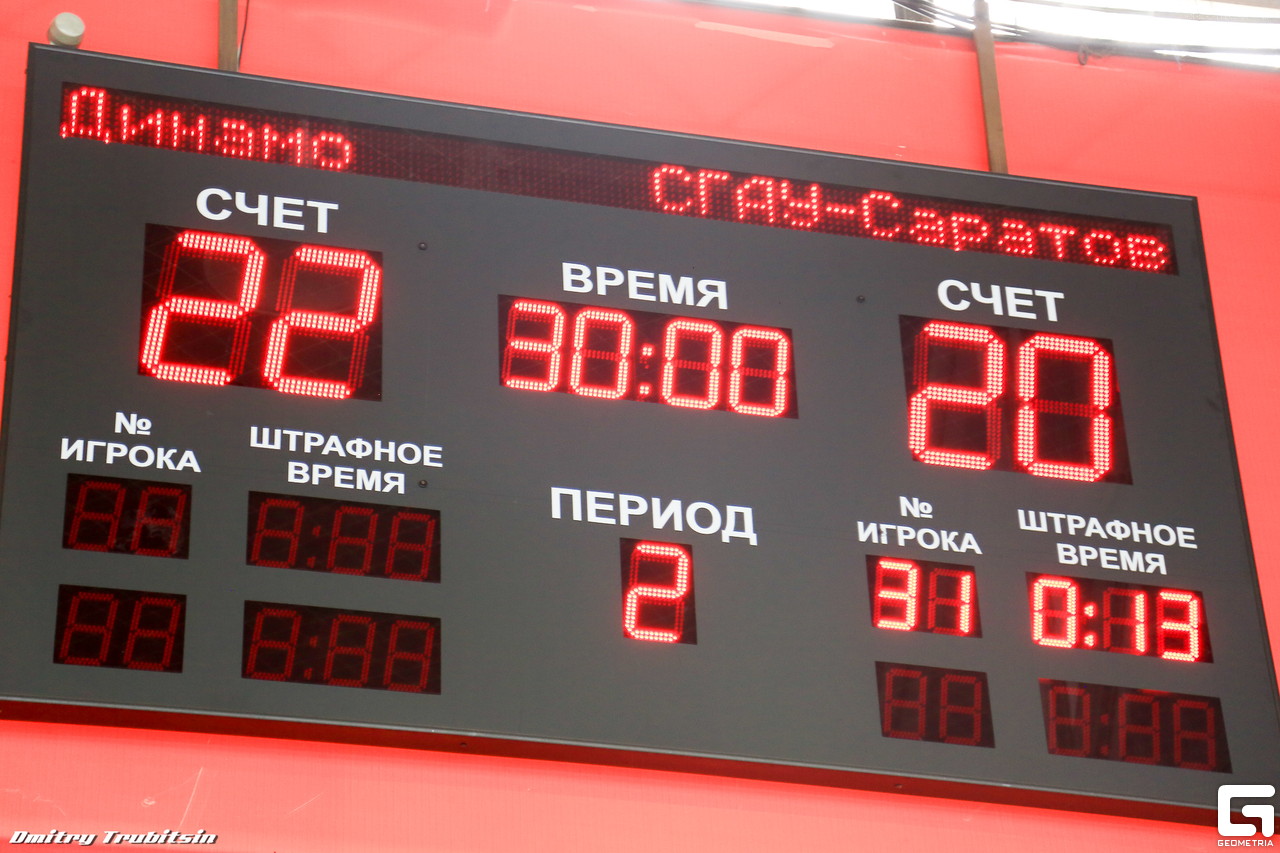 Динамо СГАУ-Саратов
СЧЕТ ВРЕМЯ СЧЕТ
22 30:00 20
№ ИГРОКА
ШТРАФНОЕ ВРЕМЯ
ПЕРИОД
2
№ ИГРОКА
ШТРАФНОЕ ВРЕМЯ
31 0:13
Dmitry Trubitsin
G
GEOMETRIA